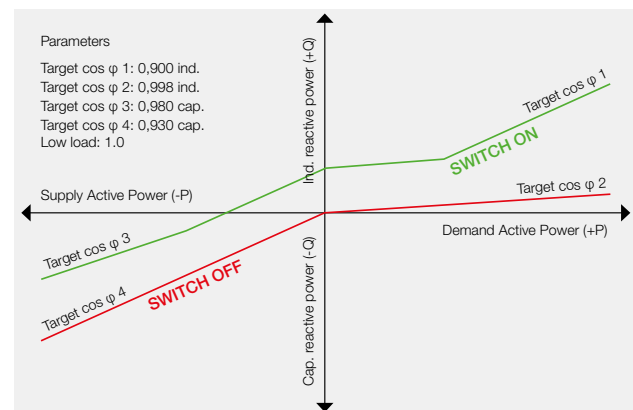 Parameters
Target cos φ 1: 0,900 ind.
Target cos φ 2: 0,998 ind.
Target cos φ 3: 0,980 cap.
Target cos φ 4: 0,930 cap.
Low load: 1.0
Ind. reactive power (+Q)
Target cos φ 1
SWITCH ON
Supply Active Power (-P)
Target cos φ 2
Demand Active Power (+P)
Target cos φ 3
SWITCH OFF
Target cos φ 4
Cap. reactive power (-Q)